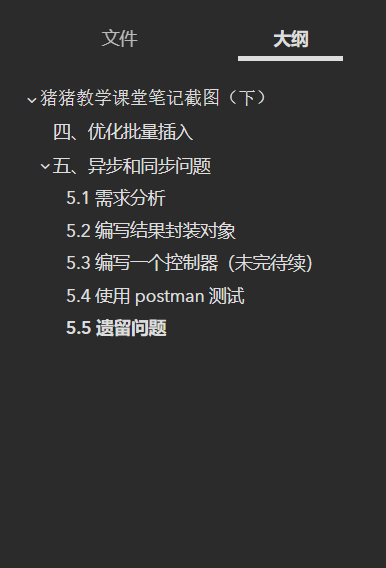 文件 大纲
猪猪教学课堂笔记截图（下）
四、优化批量插入
五、异步和同步问题
5.1 需求分析
5.2 编写结果封装对象
5.3 编写一个控制器（未完待续）
5.4 使用 postman 测试
5.5 遗留问题